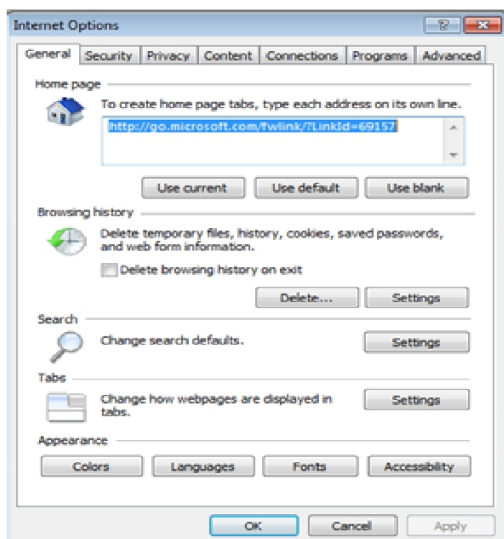 Internet Options
General Security Privacy Content Connections Programs Advanced
Home page
To create home page tabs, type each address on its own line.
http://go.microsoft.com/fwlink/?LinkId=69157
Use current Use default Use blank
Browsing history
Delete temporary files, history, cookies, saved passwords,
and web form information.
Delete browsing history on exit
Delete... Settings
Search
Change search defaults. Settings
Tabs
Change how webpages are displayed in Settings
tabs.
Appearance
Colors Languages Fonts Accessibility
OK Cancel Apply